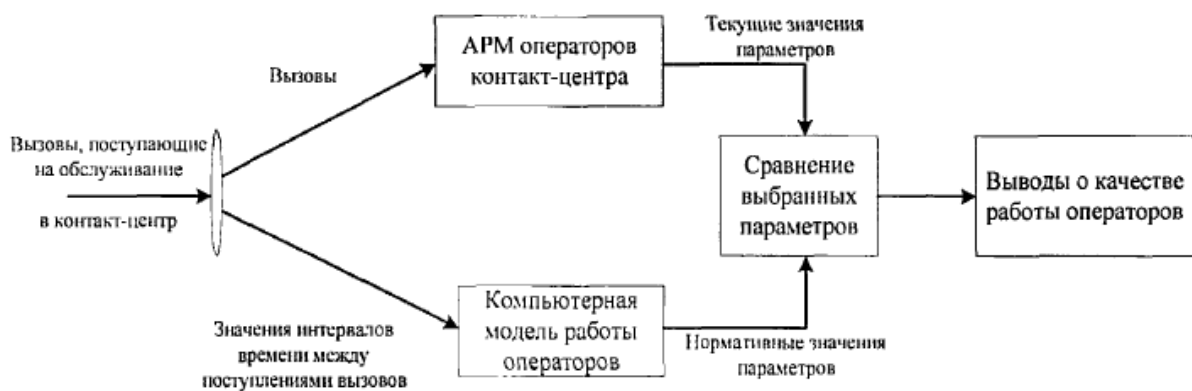 Вызовы, поступающие
на обслуживание
в контакт-центр
Вызовы
АРМ операторов
контакт-центра
Текущие значения
параметров
Значения интервалов
времени между
поступлениями вызовов
Компьютерная
модель работы
операторов
Нормативные значения
параметров
Сравнение
выбранных
параметров
Выводы о качестве
работы операторов